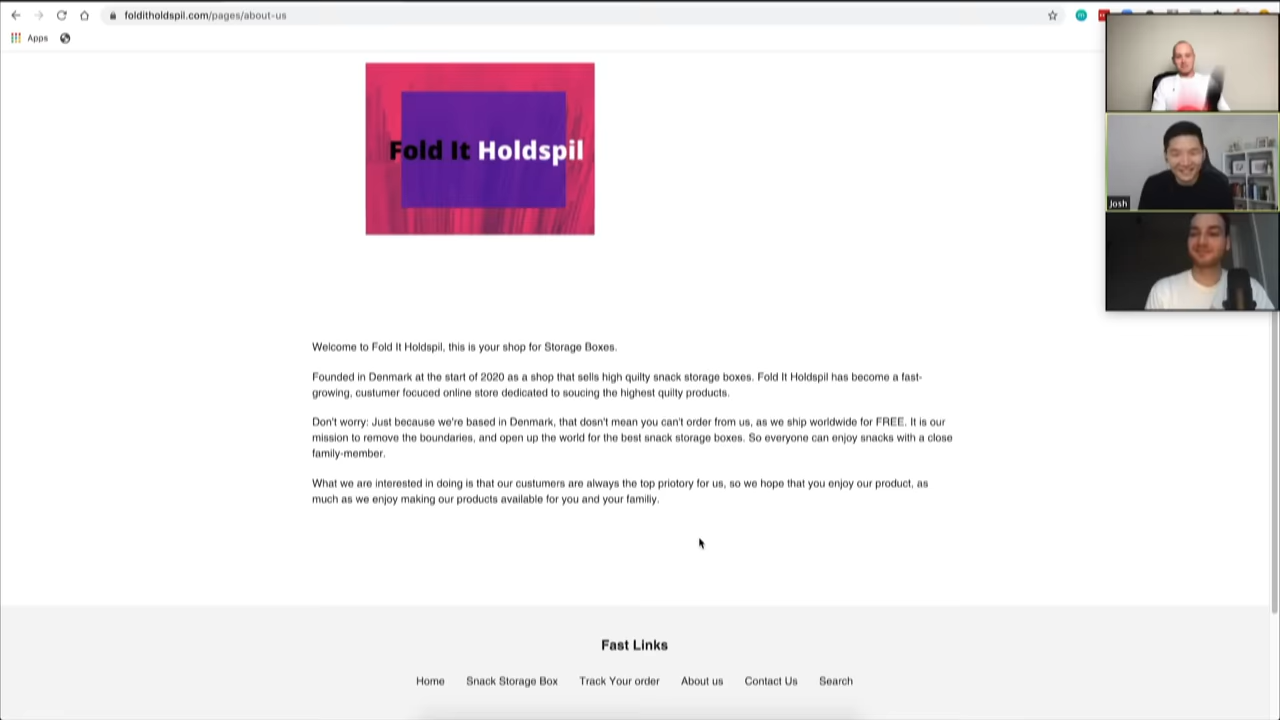 folditholdspil.com/pages/about-us
Apps
Fold It Holdspil
Josh
Welcome to Fold It Holdspil, this is your shop for Storage Boxes.
Founded in Denmark at the start of 2020 as a shop that sells high quilty snack storage boxes. Fold It Holdspil has become a fast-
growing, custumer focuced online store dedicated to soucing the highest quilty products.
Don't worry: Just because we're based in Denmark, that dosn't mean you can't order from us, as we ship worldwide for FREE. It is our
mission to remove the boundaries, and open up the world for the best snack storage boxes. So everyone can enjoy snacks with a close
family-member.
What we are interested in doing is that our custumers are always the top priotory for us, so we hope that you enjoy our product, as
much as we enjoy making our products available for you and your familiy.
Fast Links
Home Snack Storage Box Track Your order About us Contact Us Search